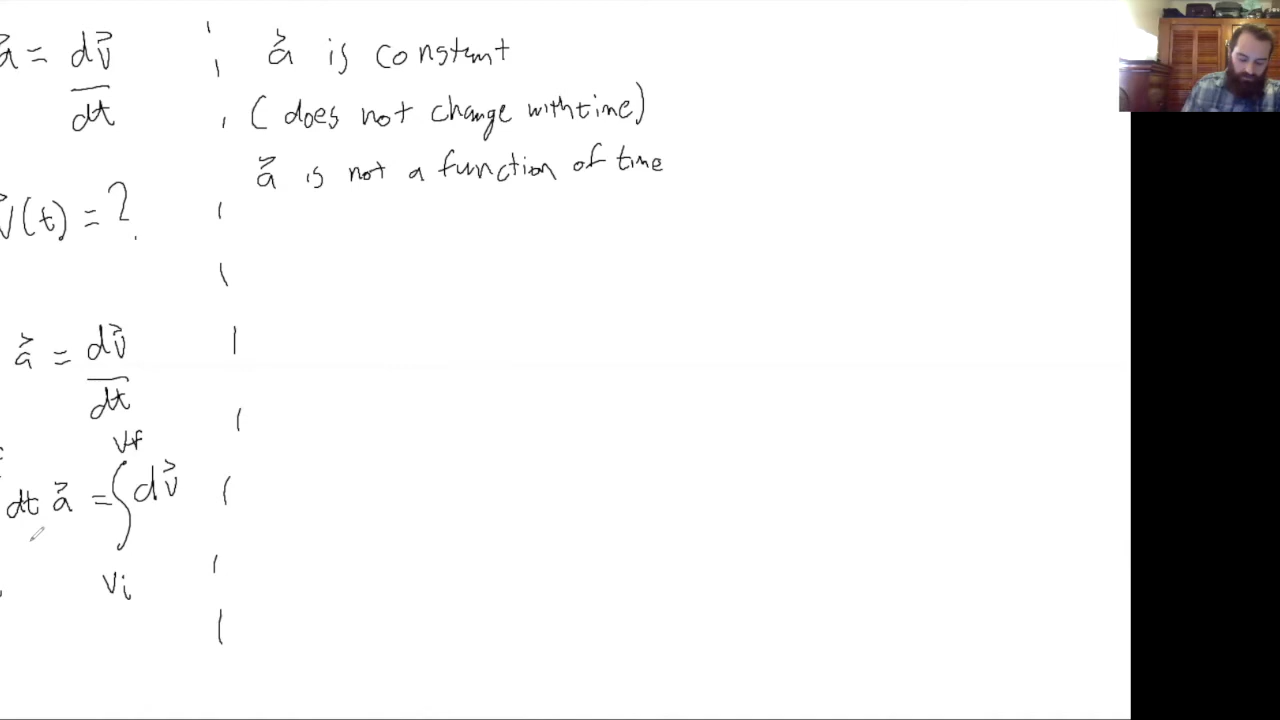 a⃗ = dv⃗/dt
a⃗ is constant
(does not change with time)
a⃗ is not a function of time
v⃗(t) = ?
a⃗ = dv⃗/dt
vf
dt a⃗ = ∫ dv⃗
vi